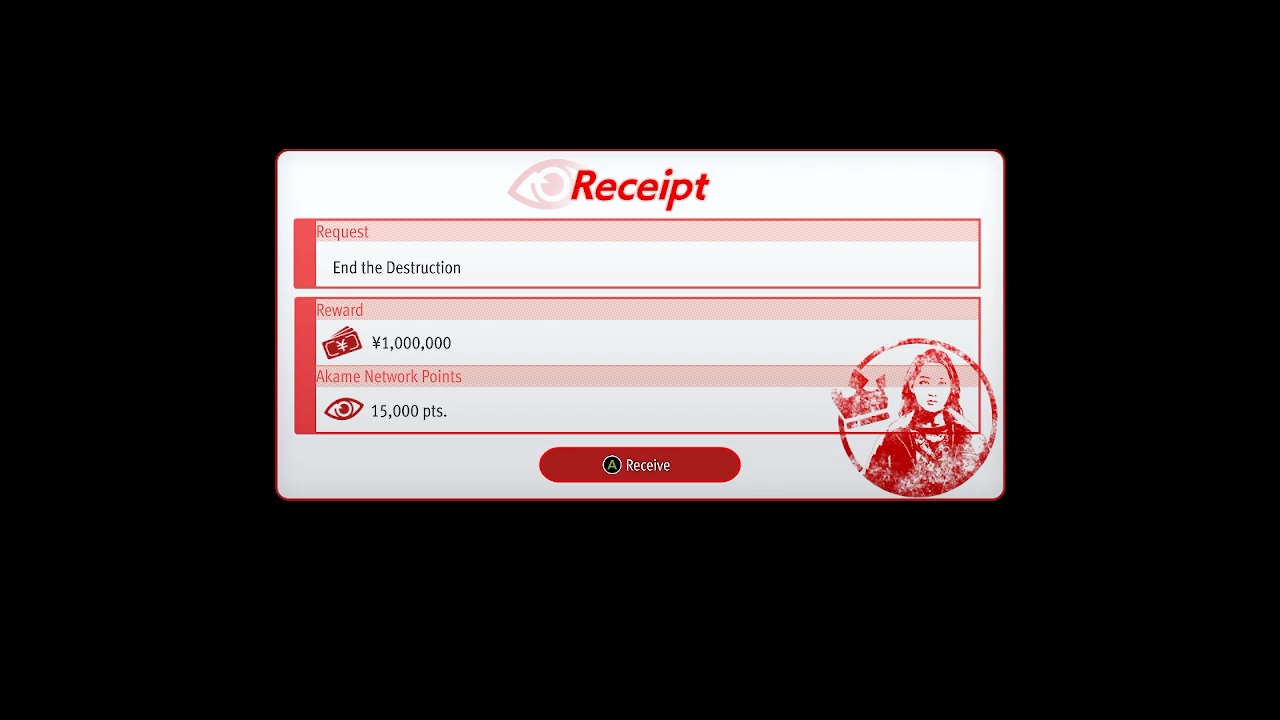 Receipt
Request
End the Destruction
Reward
¥1,000,000
Akame Network Points
15,000 pts.
A Receive